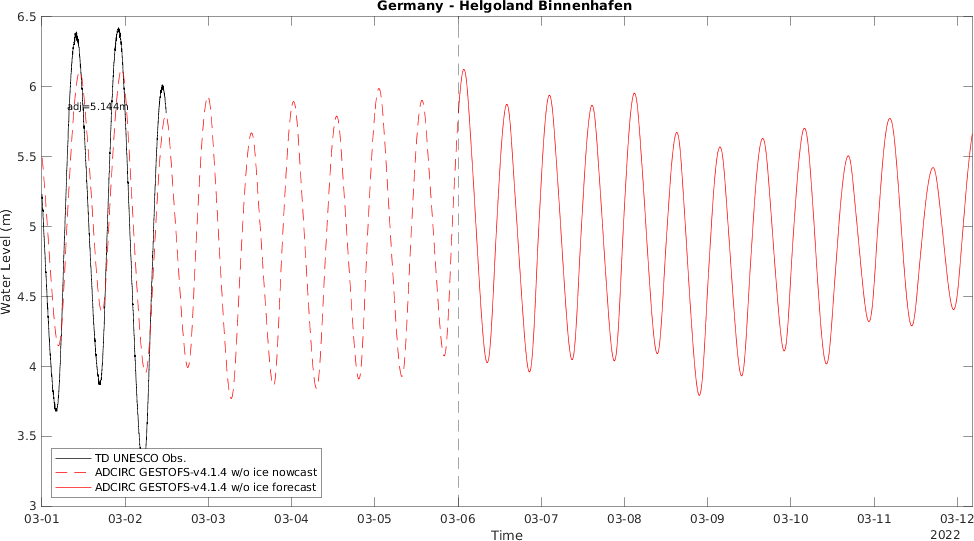 Germany - Helgoland Binnenhafen
6.5
6
5.5
5
4.5
4
3.5
3
Water Level (m)
adj=5.144m
TD UNESCO Obs.
ADCIRC GESTOFS-v4.1.4 w/o ice nowcast
ADCIRC GESTOFS-v4.1.4 w/o ice forecast
03-01 03-02 03-03 03-04 03-05 03-06 03-07 03-08 03-09 03-10 03-11 03-12
Time
2022